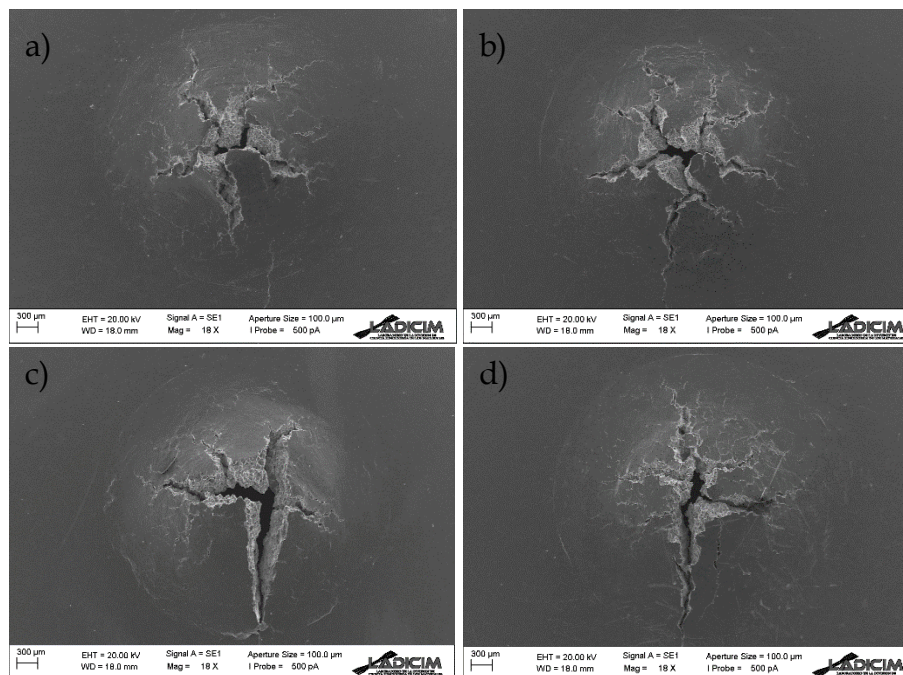 a)
300 µm
EHT = 20.00 kV
Signal A = SE1
Aperture Size = 100.0 µm
WD = 18.0 mm
Mag = 18 X
I Probe = 500 pA
LADICIM
b)
300 µm
EHT = 20.00 kV
Signal A = SE1
Aperture Size = 100.0 µm
WD = 18.0 mm
Mag = 18 X
I Probe = 500 pA
LADICIM
c)
300 µm
EHT = 20.00 kV
Signal A = SE1
Aperture Size = 100.0 µm
WD = 18.0 mm
Mag = 18 X
I Probe = 500 pA
LADICIM
d)
300 µm
EHT = 20.00 kV
Signal A = SE1
Aperture Size = 100.0 µm
WD = 18.0 mm
Mag = 18 X
I Probe = 500 pA
LADICIM